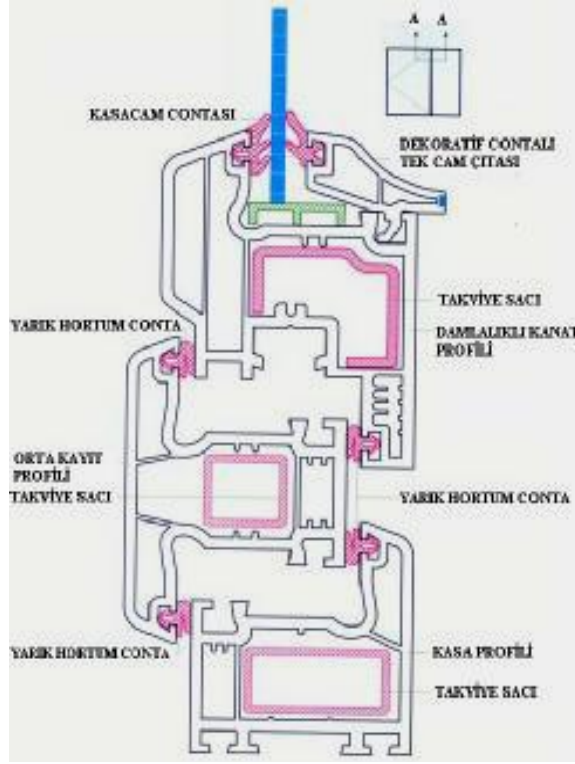 A A
KASACAM CONTASI
DEKORATİF CONTALI
TEK CAM ÇITASI
TAKVİYE SACI
YARIK HORTUM CONTA
DAMLALIKLI KANAT
PROFİLİ
ORTA KAYIT
PROFİLİ
TAKVİYE SACI
YARIK HORTUM CONTA
YARIK HORTUM CONTA
KASA PROFİLİ
TAKVİYE SACI